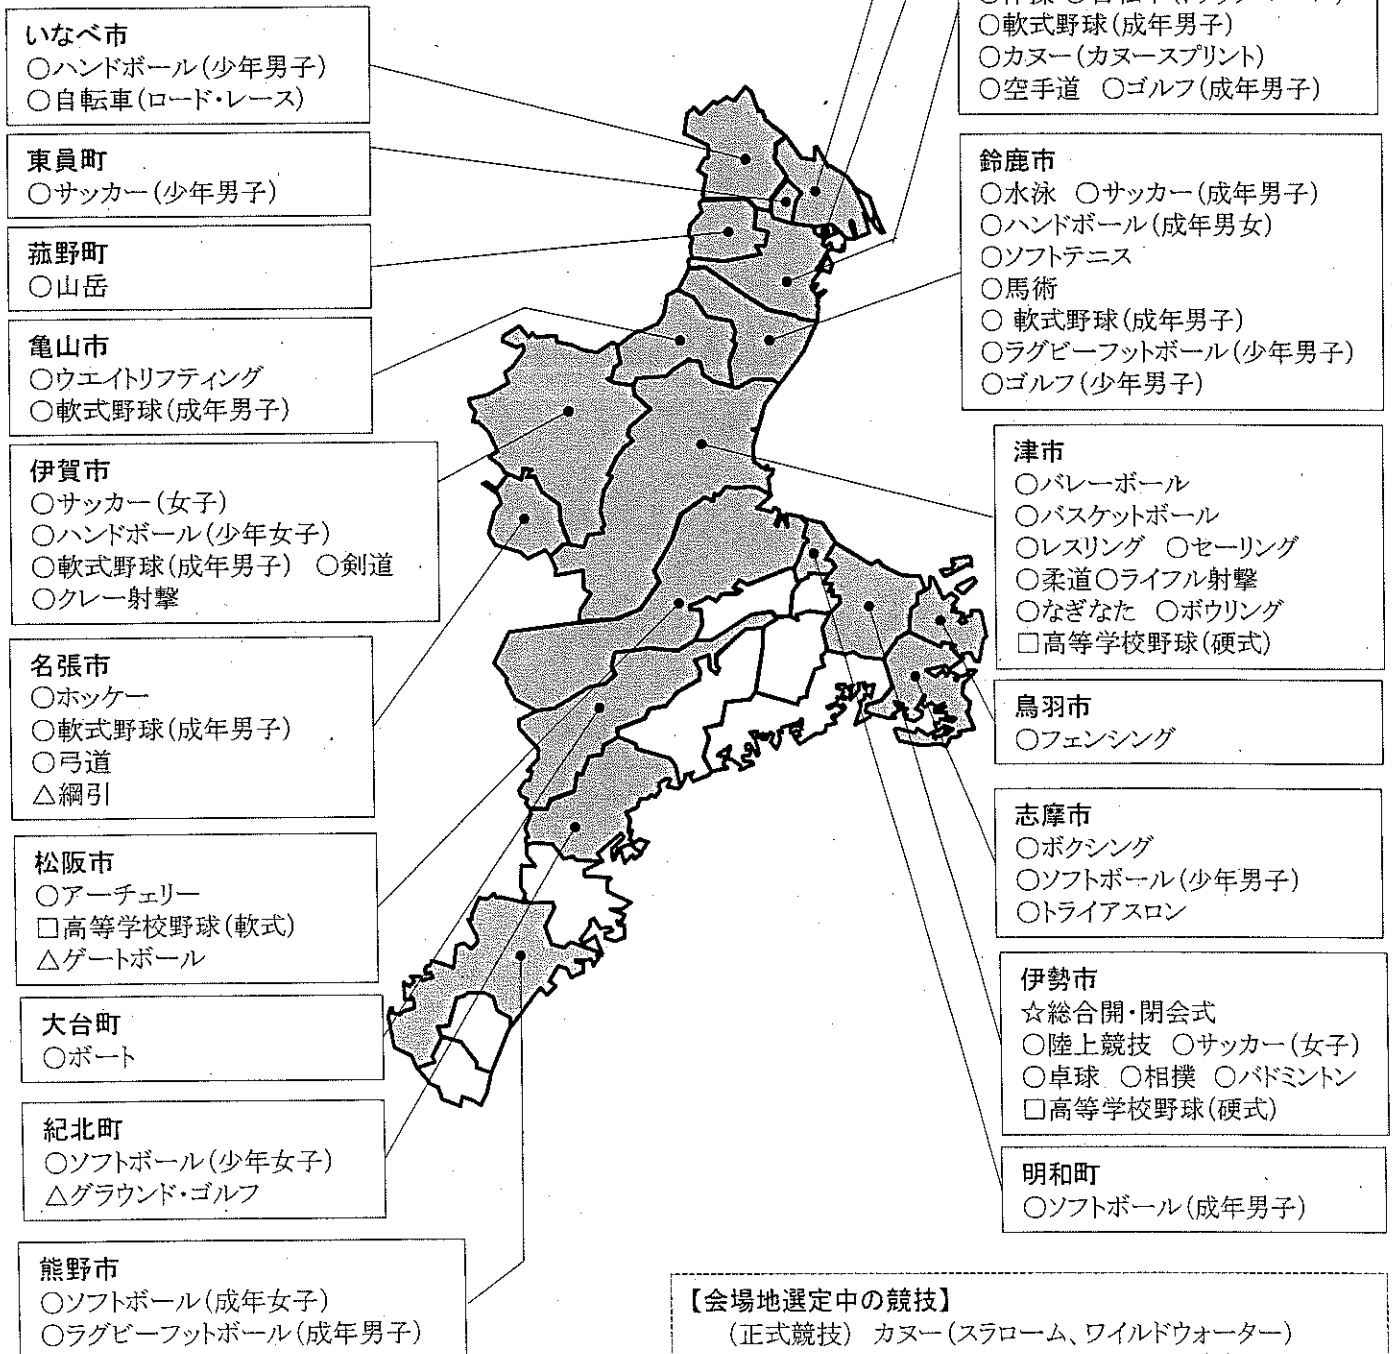 いなべ市
○ハンドボール(少年男子)
○自転車(ロード・レース)
東員町
○サッカー(少年男子)
菰野町
○山岳
亀山市
○ウエイトリフティング
○軟式野球(成年男子)
伊賀市
○サッカー(女子)
○ハンドボール(少年女子)
○軟式野球(成年男子) ○剣道
○クレー射撃
名張市
○ホッケー
○軟式野球(成年男子)
○弓道
△綱引
松阪市
○アーチェリー
□高等学校野球(軟式)
△ゲートボール
大台町
○ボート
紀北町
○ソフトボール(少年女子)
△グラウンド・ゴルフ
熊野市
○ソフトボール(成年女子)
○ラグビーフットボール(成年男子)
○軟式野球(成年男子)
○カヌー(カヌースプリント)
○空手道 ○ゴルフ(成年男子)
鈴鹿市
○水泳 ○サッカー(成年男子)
○ハンドボール(成年男女)
○ソフトテニス
○馬術
○ 軟式野球(成年男子)
○ラグビーフットボール(少年男子)
○ゴルフ(少年男子)
津市
○バレーボール
○バスケットボール
○レスリング ○セーリング
○柔道○ライフル射撃
○なぎなた ○ボウリング
□高等学校野球(硬式)
鳥羽市
○フェンシング
志摩市
○ボクシング
○ソフトボール(少年男子)
○トライアスロン
伊勢市
☆総合開・閉会式
○陸上競技 ○サッカー(女子)
○卓球 ○相撲 ○バドミントン
□高等学校野球(硬式)
明和町
○ソフトボール(成年男子)
【会場地選定中の競技】
(正式競技) カヌー(スラローム、ワイルドウォーター)